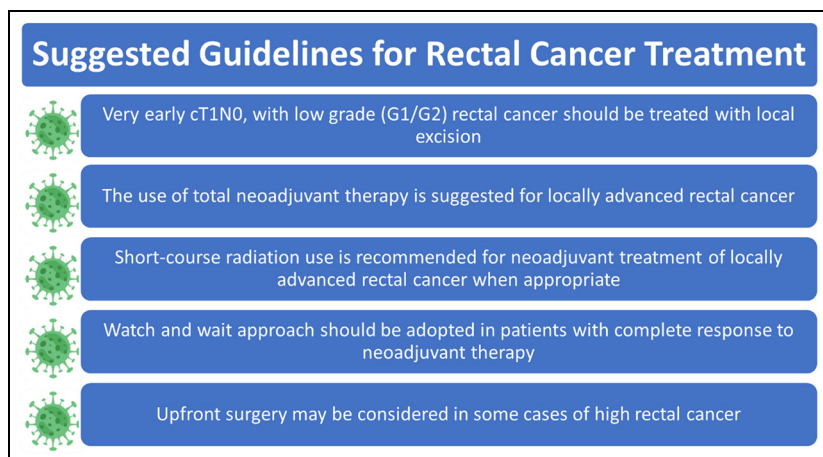 Suggested Guidelines for Rectal Cancer Treatment
Very early cT1N0, with low grade (G1/G2) rectal cancer should be treated with local
excision
The use of total neoadjuvant therapy is suggested for locally advanced rectal cancer
Short-course radiation use is recommended for neoadjuvant treatment of locally
advanced rectal cancer when appropriate
Watch and wait approach should be adopted in patients with complete response to
neoadjuvant therapy
Upfront surgery may be considered in some cases of high rectal cancer